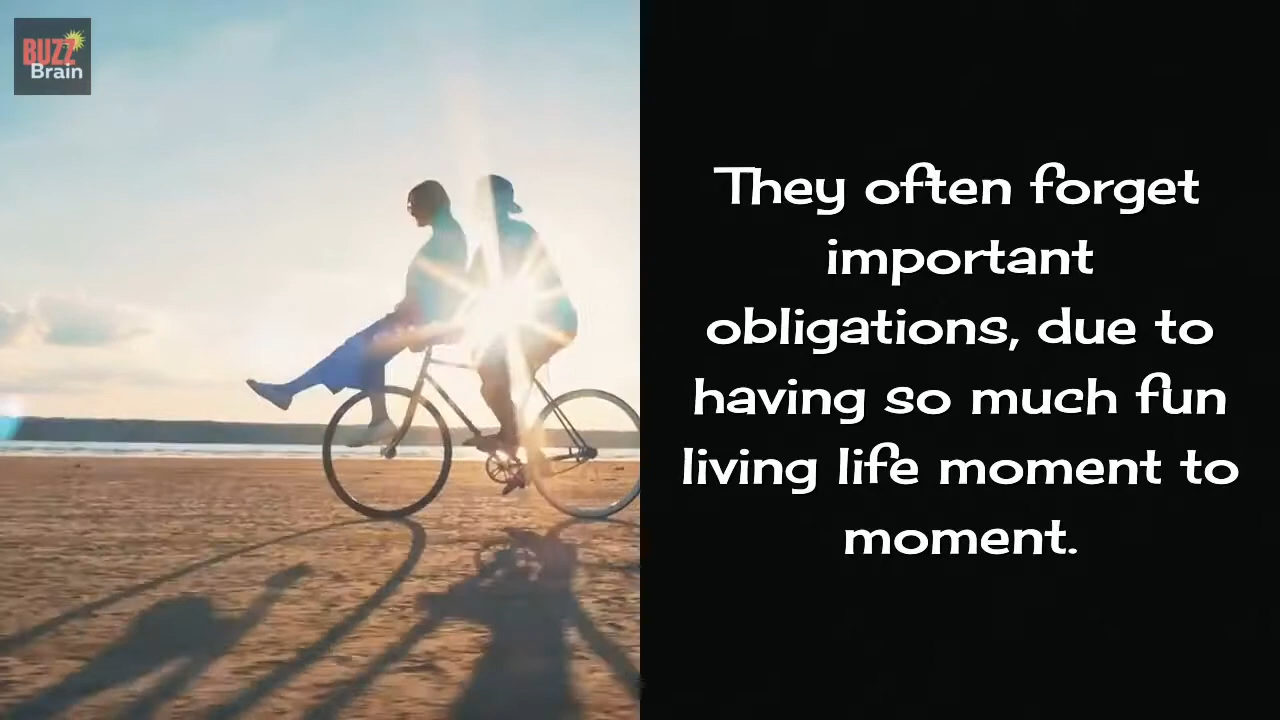 BUZZ
Brain
They often forget
important
obligations, due to
having so much fun
living life moment to
moment.